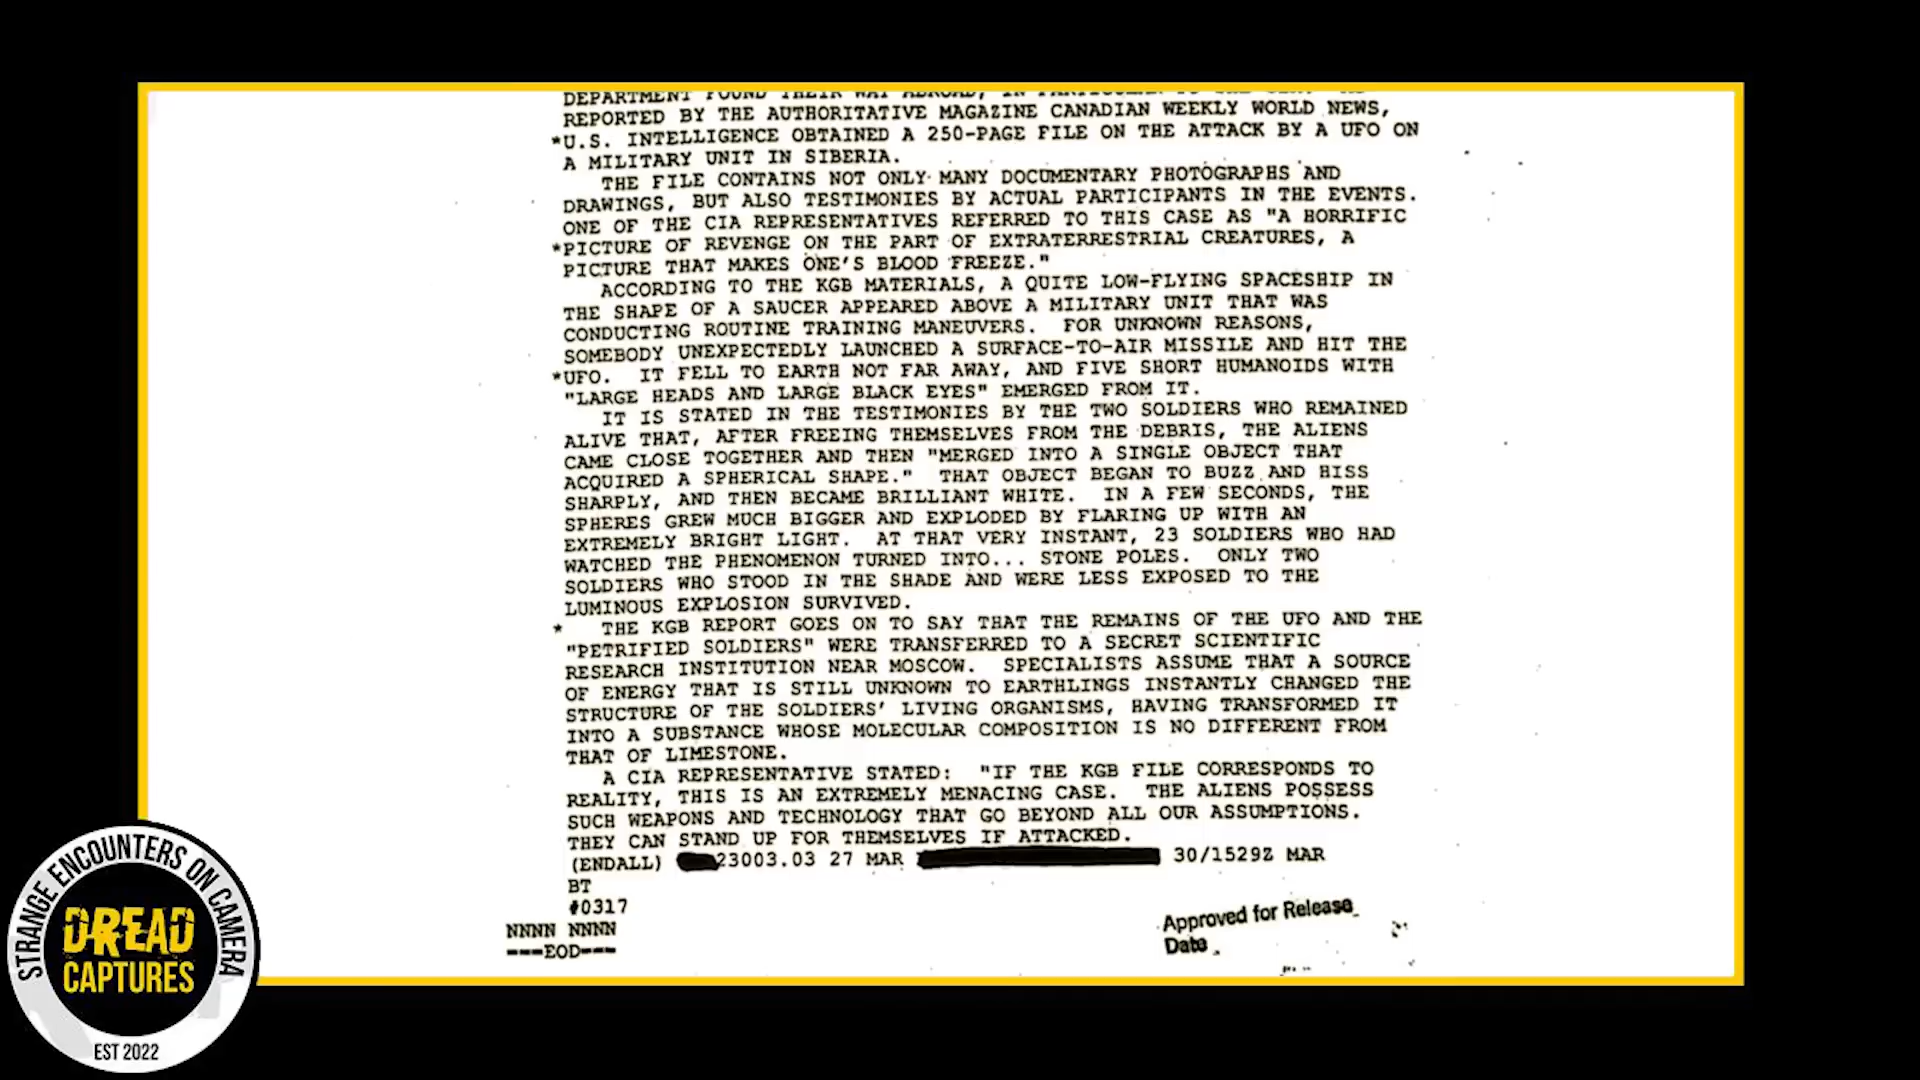 REPORTED BY THE AUTHORITATIVE MAGAZINE CANADIAN WEEKLY WORLD NEWS,
*U.S. INTELLIGENCE OBTAINED A 250-PAGE FILE ON THE ATTACK BY A UFO ON
A MILITARY UNIT IN SIBERIA.
THE FILE CONTAINS NOT ONLY MANY DOCUMENTARY PHOTOGRAPHS AND
DRAWINGS, BUT ALSO TESTIMONIES BY ACTUAL PARTICIPANTS IN THE EVENTS.
ONE OF THE CIA REPRESENTATIVES REFERRED TO THIS CASE AS "A HORRIFIC
*PICTURE OF REVENGE ON THE PART OF EXTRATERRESTRIAL CREATURES, A
PICTURE THAT MAKES ONE'S BLOOD FREEZE."
ACCORDING TO THE KGB MATERIALS, A QUITE LOW-FLYING SPACESHIP IN
THE SHAPE OF A SAUCER APPEARED ABOVE A MILITARY UNIT THAT WAS
CONDUCTING ROUTINE TRAINING MANEUVERS. FOR UNKNOWN REASONS,
SOMEBODY UNEXPECTEDLY LAUNCHED A SURFACE-TO-AIR MISSILE AND HIT THE
*UFO. IT FELL TO EARTH NOT FAR AWAY, AND FIVE SHORT HUMANOIDS WITH
"LARGE HEADS AND LARGE BLACK EYES" EMERGED FROM IT.
IT IS STATED IN THE TESTIMONIES BY THE TWO SOLDIERS WHO REMAINED
ALIVE THAT, AFTER FREEING THEMSELVES FROM THE DEBRIS, THE ALIENS
CAME CLOSE TOGETHER AND THEN "MERGED INTO A SINGLE OBJECT THAT
ACQUIRED A SPHERICAL SHAPE." THAT OBJECT BEGAN TO BUZZ AND HISS
SHARPLY, AND THEN BECAME BRILLIANT WHITE. IN A FEW SECONDS, THE
SPHERES GREW MUCH BIGGER AND EXPLODED BY FLARING UP WITH AN
EXTREMELY BRIGHT LIGHT. AT THAT VERY INSTANT, 23 SOLDIERS WHO HAD
WATCHED THE PHENOMENON TURNED INTO... STONE POLES. ONLY TWO
SOLDIERS WHO STOOD IN THE SHADE AND WERE LESS EXPOSED TO THE
LUMINOUS EXPLOSION SURVIVED.
* THE KGB REPORT GOES ON TO SAY THAT THE REMAINS OF THE UFO AND THE
"PETRIFIED SOLDIERS" WERE TRANSFERRED TO A SECRET SCIENTIFIC
RESEARCH INSTITUTION NEAR MOSCOW. SPECIALISTS ASSUME THAT A SOURCE
OF ENERGY THAT IS STILL UNKNOWN TO EARTHLINGS INSTANTLY CHANGED THE
STRUCTURE OF THE SOLDIERS' LIVING ORGANISMS, HAVING TRANSFORMED IT
INTO A SUBSTANCE WHOSE MOLECULAR COMPOSITION IS NO DIFFERENT FROM
THAT OF LIMESTONE.
A CIA REPRESENTATIVE STATED: "IF THE KGB FILE CORRESPONDS TO
REALITY, THIS IS AN EXTREMELY MENACING CASE. THE ALIENS POSSESS
SUCH WEAPONS AND TECHNOLOGY THAT GO BEYOND ALL OUR ASSUMPTIONS.
THEY CAN STAND UP FOR THEMSELVES IF ATTACKED.
(ENDALL) 23003.03 27 MAR 30/1529Z MAR
BT
#0317
NNNN NNNN
---EOD---
Approved for Release
Date
STRANGE ENCOUNTERS ON CAMERA
DREAD
CAPTURES
EST 2022